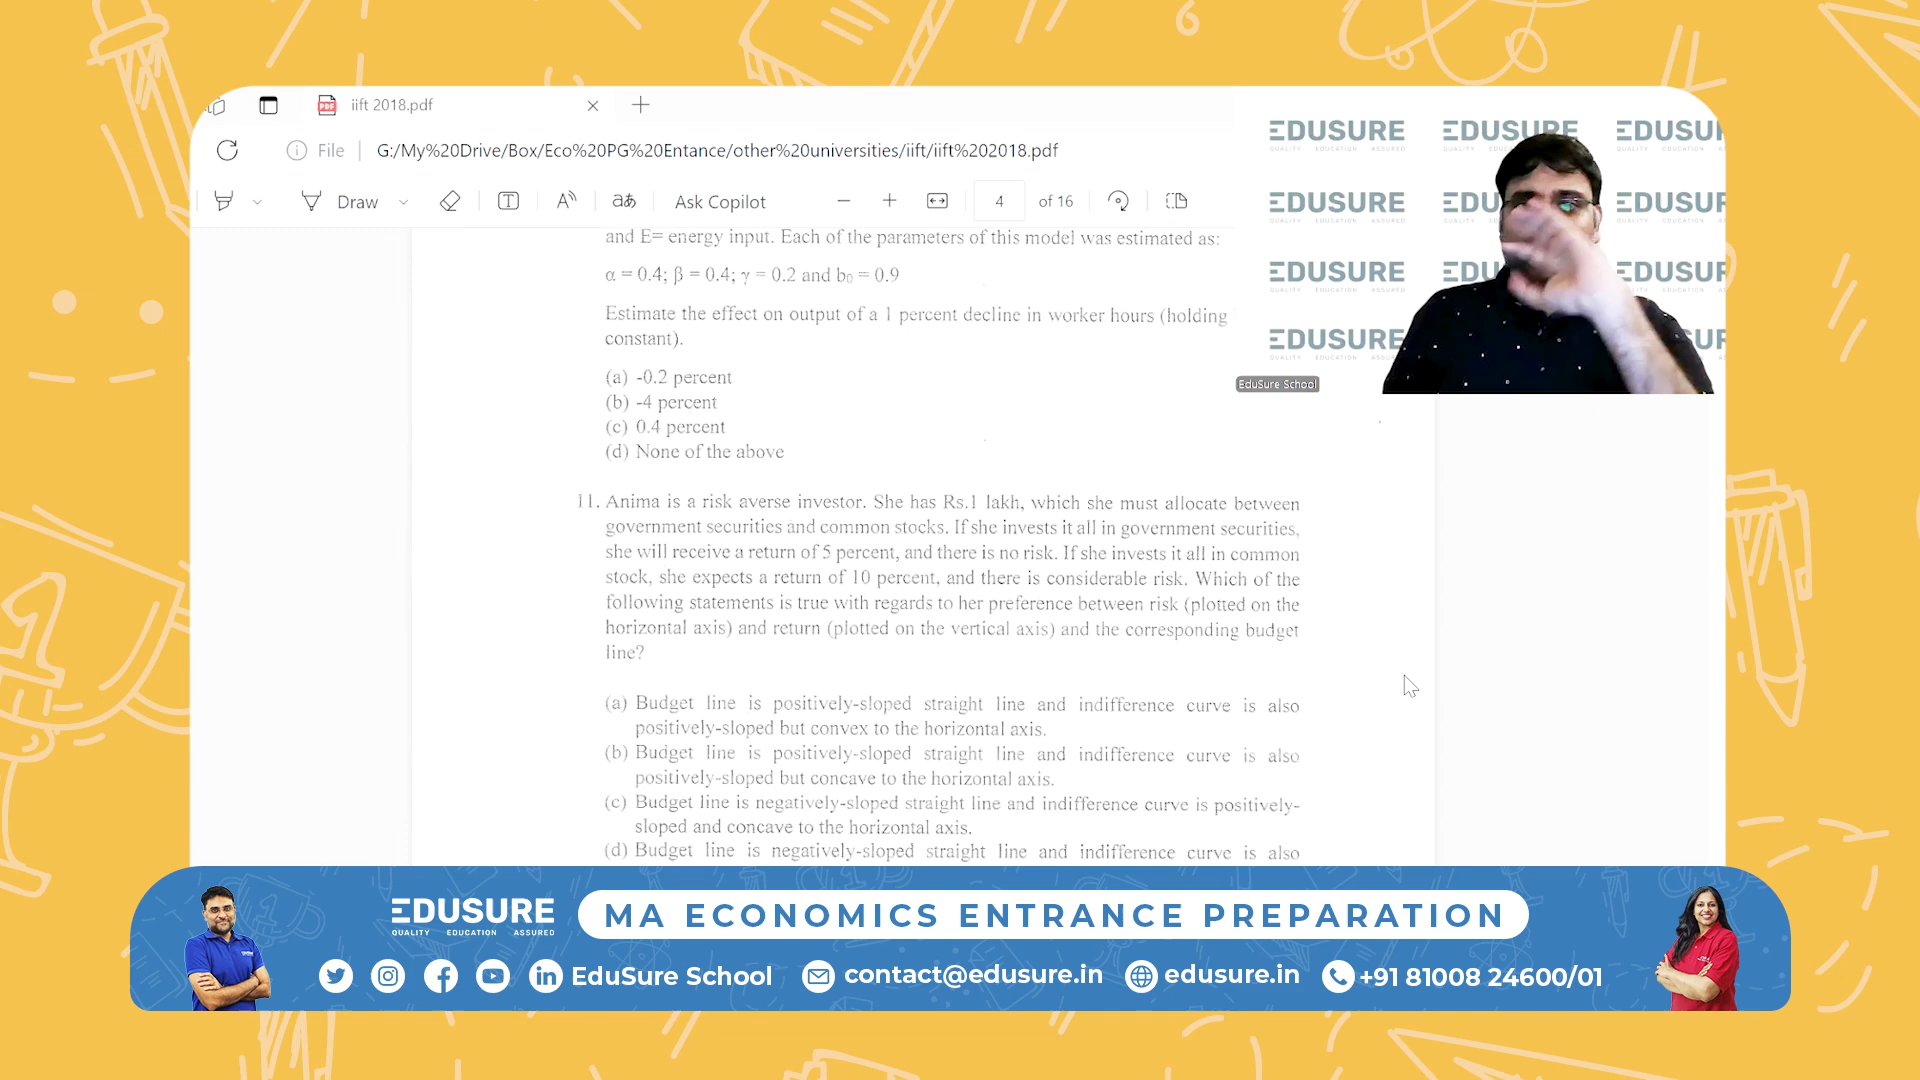 iift 2018.pdf
File
G:/My%20Drive/Box/Eco%20PG%20Entance/other%20universities/iift/iift%202018.pdf
Draw
Ask Copilot
4 of 16
and E= energy input. Each of the parameters of this model was estimated as:
α = 0.4; β = 0.4; γ = 0.2 and b₀ = 0.9
Estimate the effect on output of a 1 percent decline in worker hours (holding
constant).
(a) -0.2 percent
(b) -4 percent
(c) 0.4 percent
(d) None of the above
11. Anima is a risk averse investor. She has Rs.1 lakh, which she must allocate between
government securities and common stocks. If she invests it all in government securities,
she will receive a return of 5 percent, and there is no risk. If she invests it all in common
stock, she expects a return of 10 percent, and there is considerable risk. Which of the
following statements is true with regards to her preference between risk (plotted on the
horizontal axis) and return (plotted on the vertical axis) and the corresponding budget
line?
(a) Budget line is positively-sloped straight line and indifference curve is also
positively-sloped but convex to the horizontal axis.
(b) Budget line is positively-sloped straight line and indifference curve is also
positively-sloped but concave to the horizontal axis.
(c) Budget line is negatively-sloped straight line and indifference curve is positively-
sloped and concave to the horizontal axis.
(d) Budget line is negatively-sloped straight line and indifference curve is also
EDUSURE EDUSURE EDUSUR
QUALITY EDUCATION ASSURED
EDUSURE EDUS EDUSUR
EDUSURE EDU EDUSUR
EDUSURE SUR
EduSure School
EDUSURE
QUALITY EDUCATION ASSURED
MA ECONOMICS ENTRANCE PREPARATION
EduSure School contact@edusure.in edusure.in +91 81008 24600/01